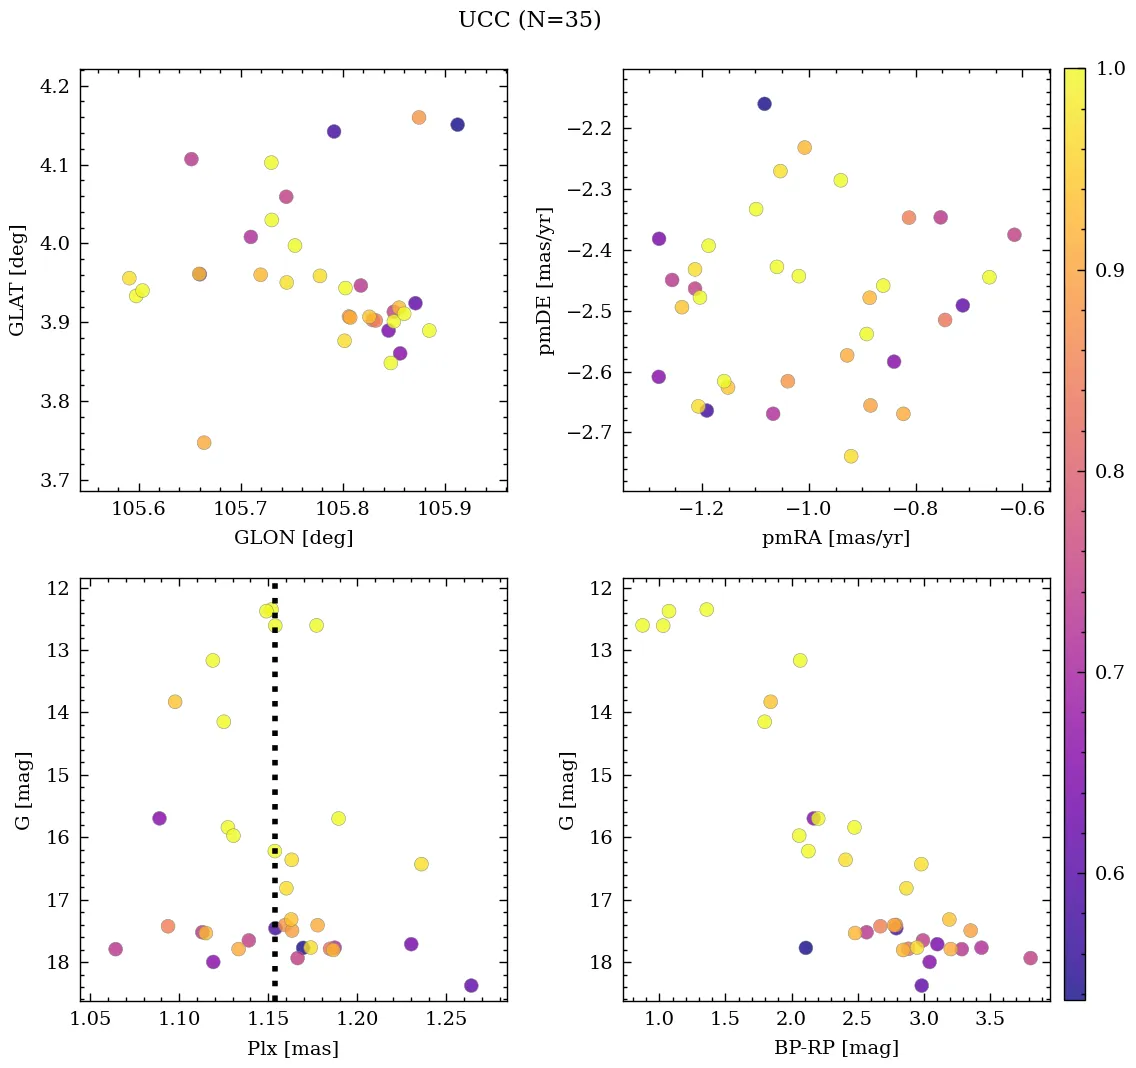 UCC (N=35)
4.2
4.1
4.0
3.9
3.8
3.7
GLAT [deg]
105.6 105.7 105.8 105.9
GLON [deg]
−2.2
−2.3
−2.4
−2.5
−2.6
−2.7
pmDE [mas/yr]
−1.2 −1.0 −0.8 −0.6
pmRA [mas/yr]
1.0
0.9
0.8
0.7
0.6
12
13
14
15
16
17
18
G [mag]
1.05 1.10 1.15 1.20 1.25
Plx [mas]
12
13
14
15
16
17
18
G [mag]
1.0 1.5 2.0 2.5 3.0 3.5
BP-RP [mag]